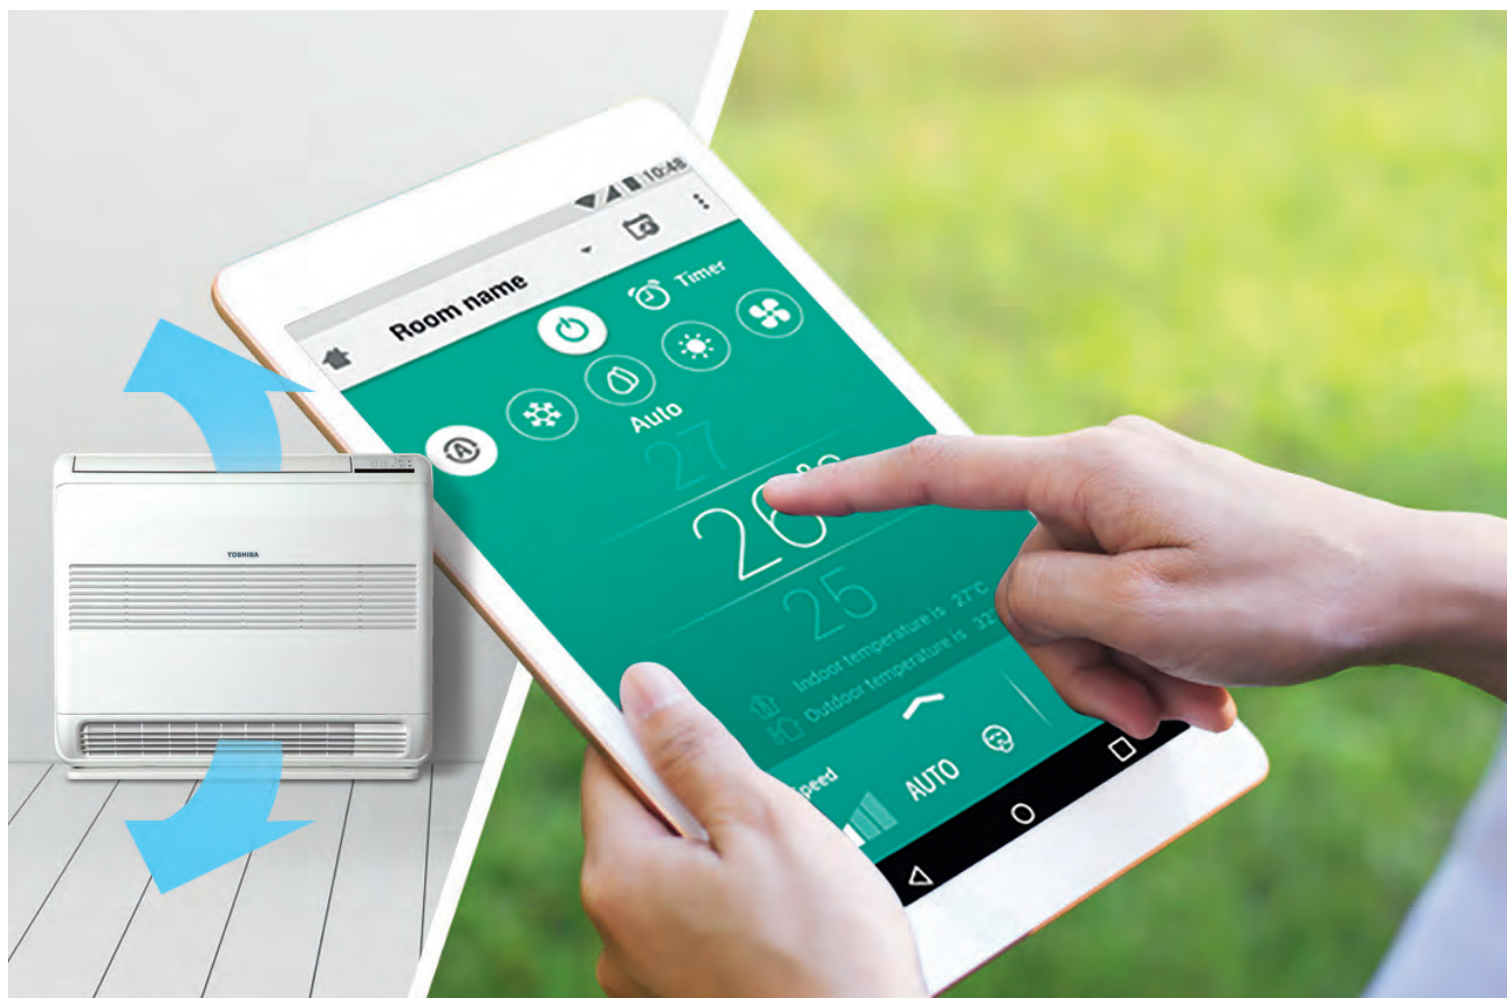 10:48
Room name
Timer
Auto
27
26°c
25
Indoor temperature is 27°C
Outdoor temperature is 32
Speed
AUTO
TOSHIBA